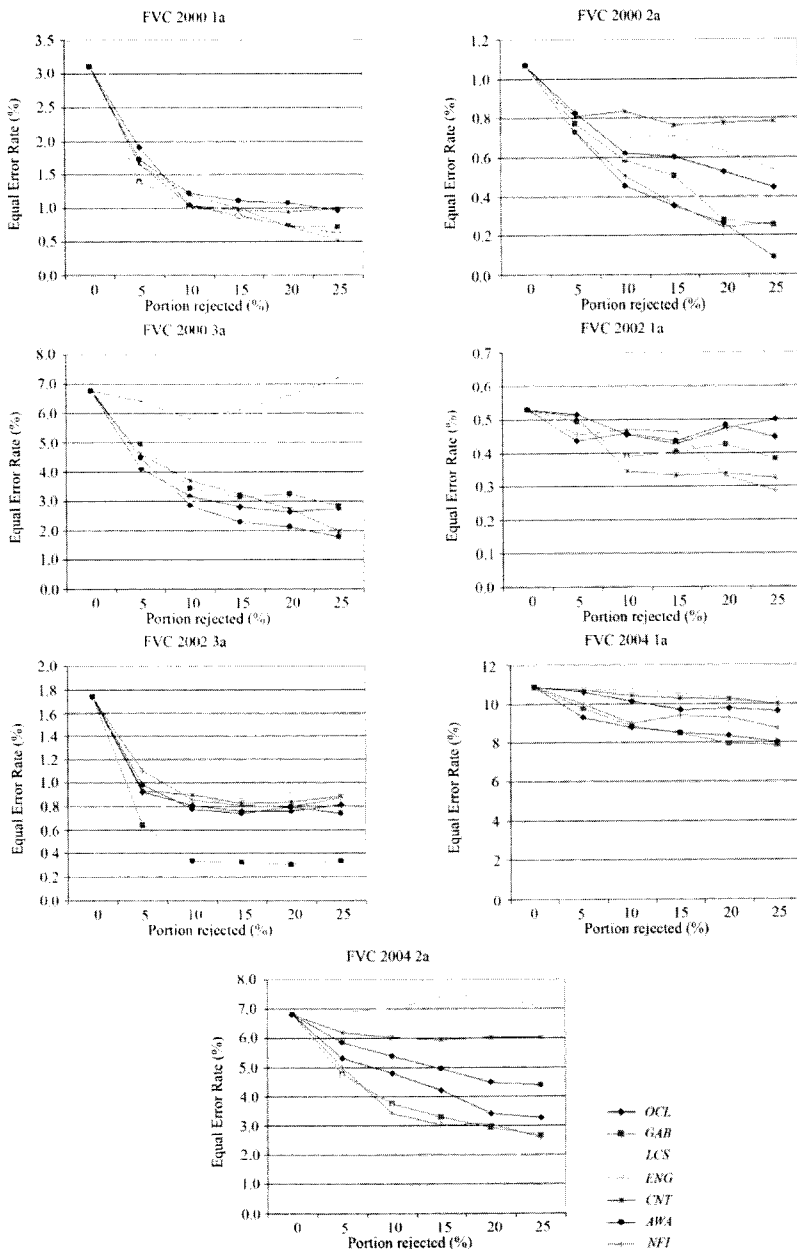 FVC 2000 1a
Equal Error Rate (%)
3.5
3.0
2.5
2.0
1.5
1.0
0.5
0.0
0 5 10 15 20 25
Portion rejected (%)
FVC 2000 2a
Equal Error Rate (%)
1.2
1.0
0.8
0.6
0.4
0.2
0.0
0 5 10 15 20 25
Portion rejected (%)
FVC 2000 3a
Equal Error Rate (%)
8.0
7.0
6.0
5.0
4.0
3.0
2.0
1.0
0.0
0 5 10 15 20 25
Portion rejected (%)
FVC 2002 1a
Equal Error Rate (%)
0.7
0.6
0.5
0.4
0.3
0.2
0.1
0.0
0 5 10 15 20 25
Portion rejected (%)
FVC 2002 3a
Equal Error Rate (%)
2.0
1.8
1.6
1.4
1.2
1.0
0.8
0.6
0.4
0.2
0.0
0 5 10 15 20 25
Portion rejected (%)
FVC 2004 1a
Equal Error Rate (%)
12
10
8
6
4
2
0
0 5 10 15 20 25
Portion rejected (%)
FVC 2004 2a
Equal Error Rate (%)
8.0
7.0
6.0
5.0
4.0
3.0
2.0
1.0
0.0
0 5 10 15 20 25
Portion rejected (%)
OCL
GAB
LCS
ENG
CNT
AWA
NFI